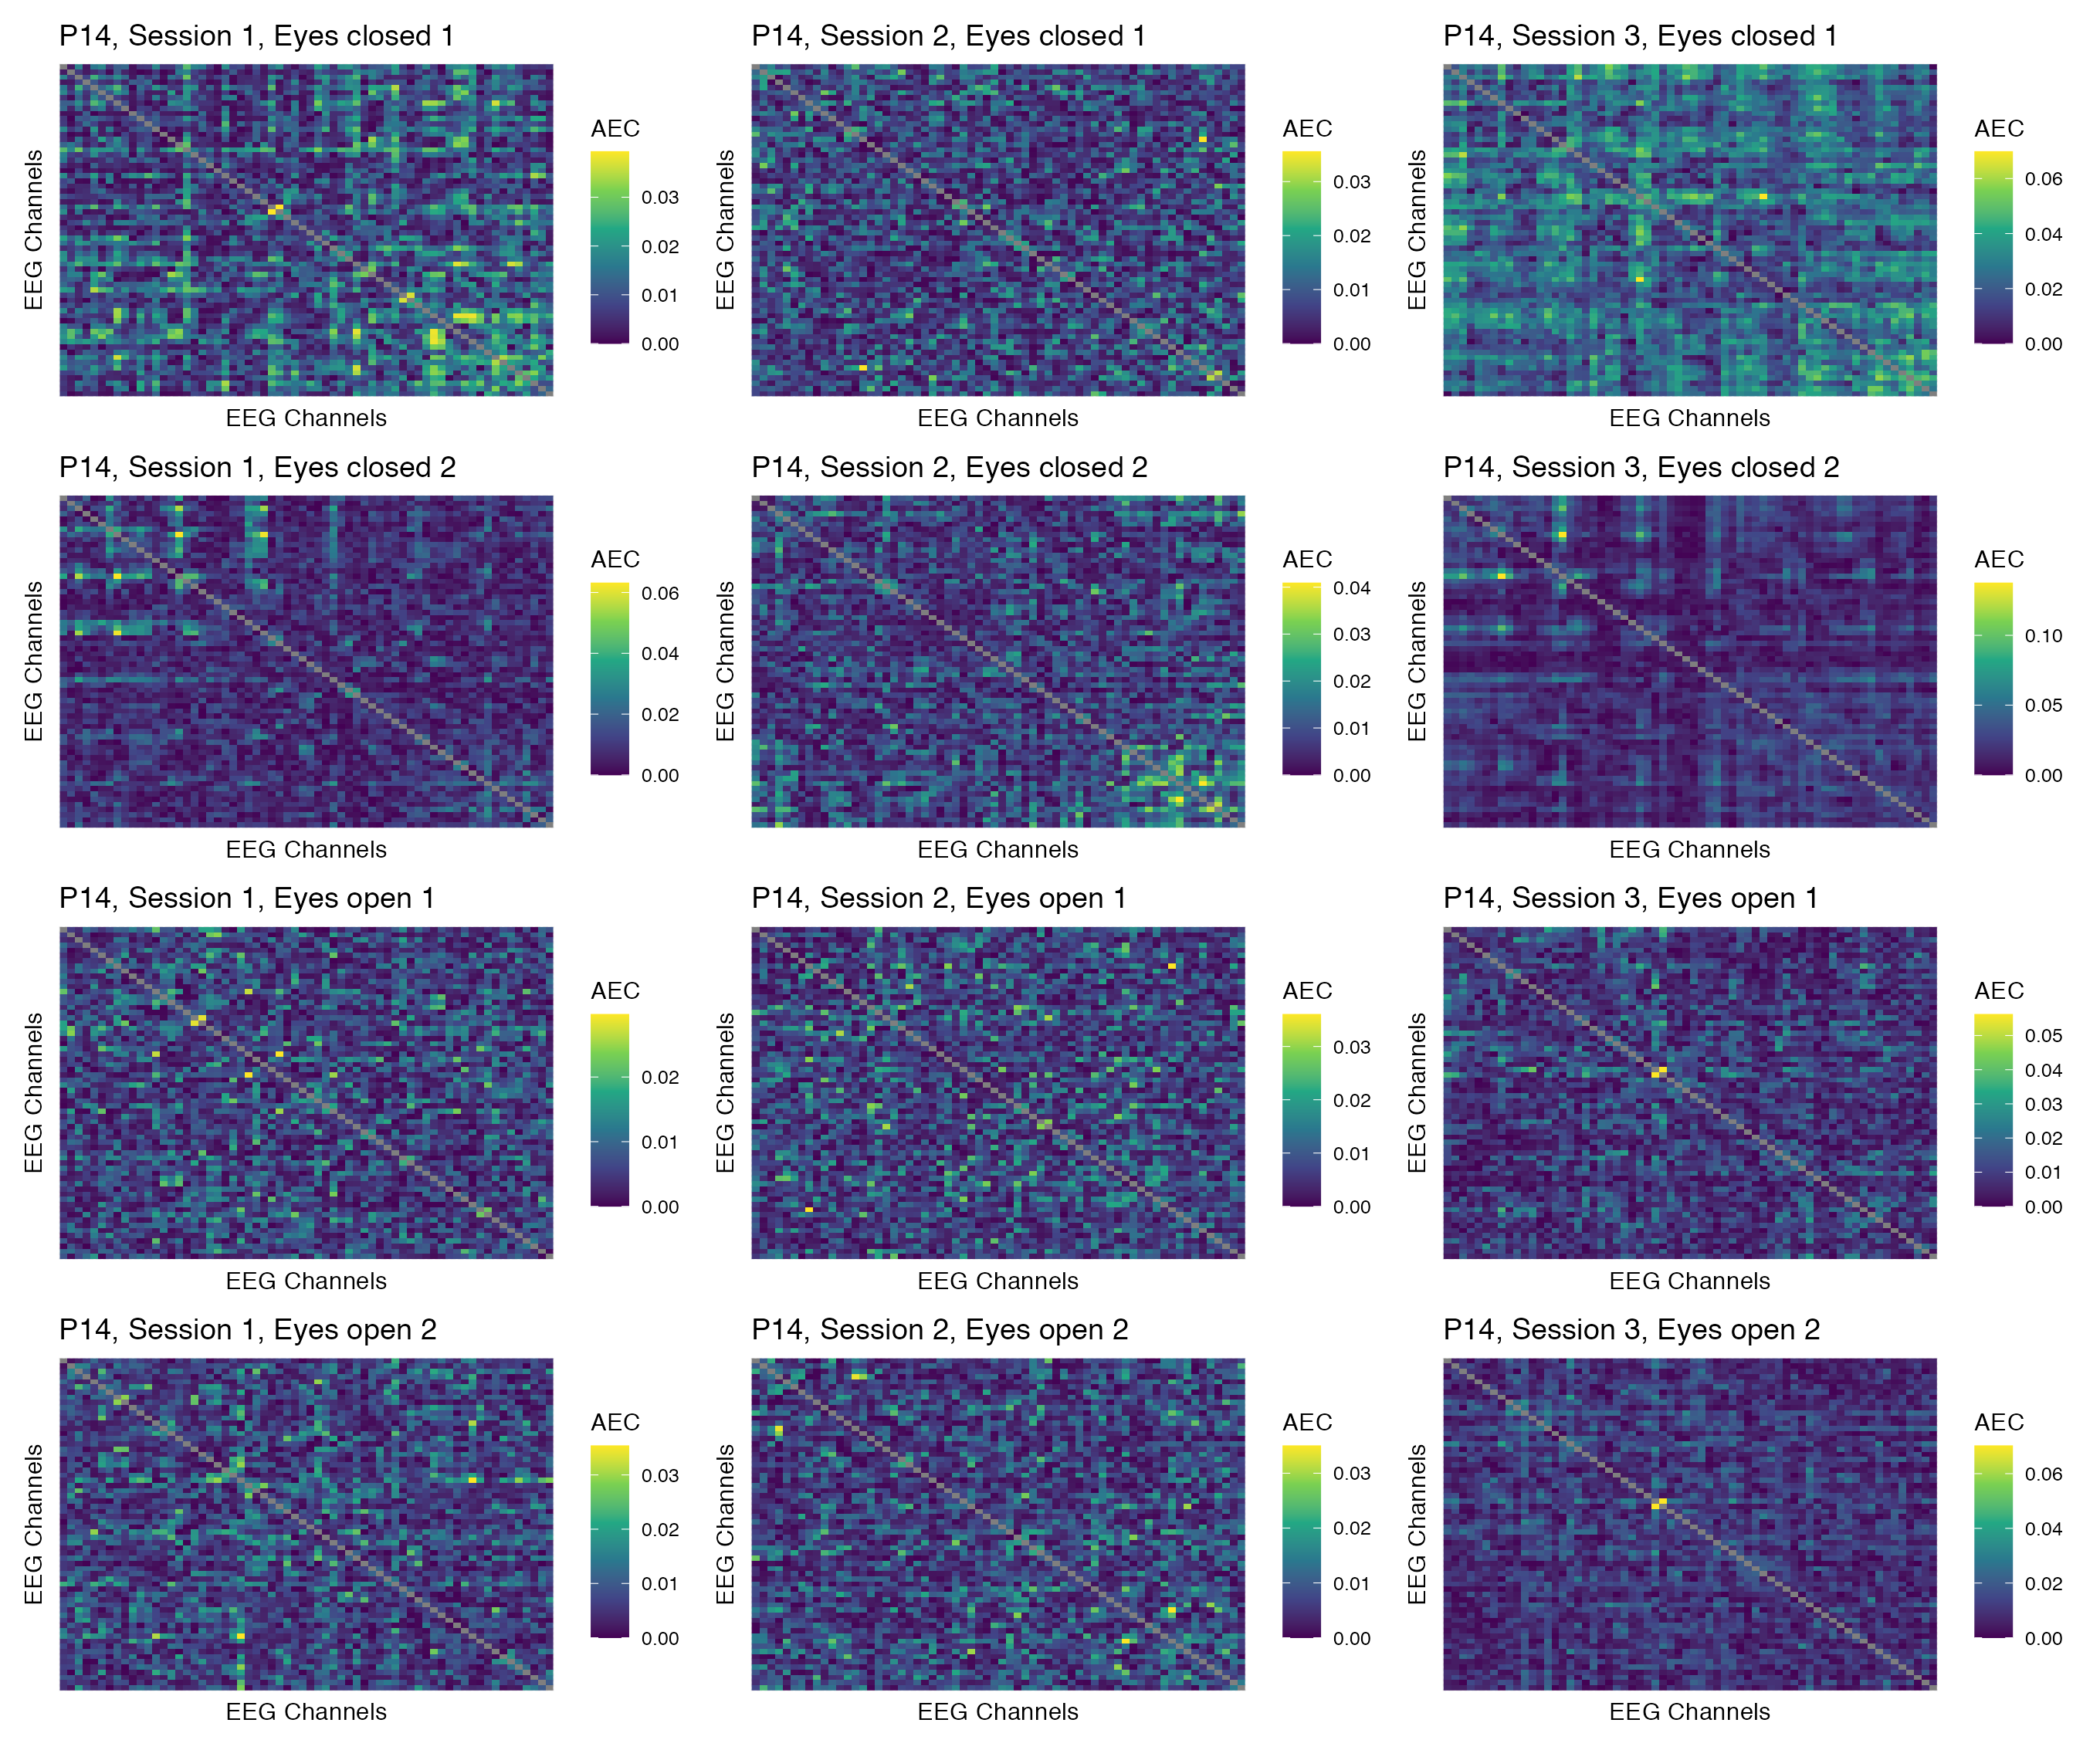 P14, Session 1, Eyes closed 1
EEG Channels
EEG Channels
AEC
0.03
0.02
0.01
0.00
P14, Session 2, Eyes closed 1
EEG Channels
EEG Channels
AEC
0.03
0.02
0.01
0.00
P14, Session 3, Eyes closed 1
EEG Channels
EEG Channels
AEC
0.06
0.04
0.02
0.00
P14, Session 1, Eyes closed 2
EEG Channels
EEG Channels
AEC
0.06
0.04
0.02
0.00
P14, Session 2, Eyes closed 2
EEG Channels
EEG Channels
AEC
0.04
0.03
0.02
0.01
0.00
P14, Session 3, Eyes closed 2
EEG Channels
EEG Channels
AEC
0.10
0.05
0.00
P14, Session 1, Eyes open 1
EEG Channels
EEG Channels
AEC
0.02
0.01
0.00
P14, Session 2, Eyes open 1
EEG Channels
EEG Channels
AEC
0.03
0.02
0.01
0.00
P14, Session 3, Eyes open 1
EEG Channels
EEG Channels
AEC
0.05
0.04
0.03
0.02
0.01
0.00
P14, Session 1, Eyes open 2
EEG Channels
EEG Channels
AEC
0.03
0.02
0.01
0.00
P14, Session 2, Eyes open 2
EEG Channels
EEG Channels
AEC
0.03
0.02
0.01
0.00
P14, Session 3, Eyes open 2
EEG Channels
EEG Channels
AEC
0.06
0.04
0.02
0.00